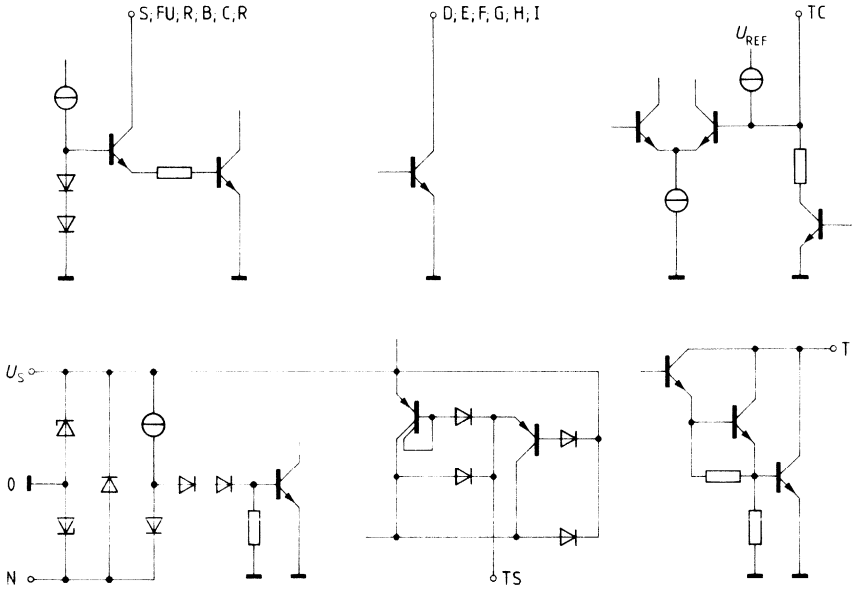 S; FU; R; B; C; R
D; E; F; G; H; I
TC
U_REF
U_S
0
N
TS
T